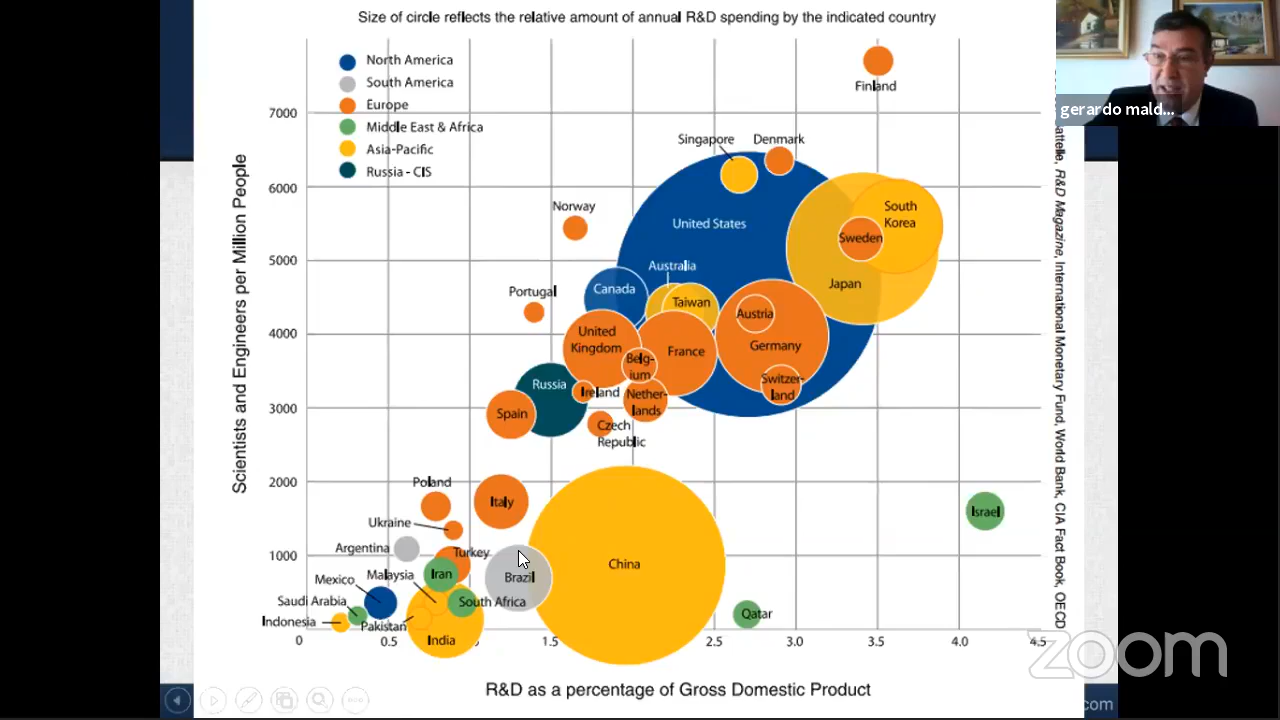 Size of circle reflects the relative amount of annual R&D spending by the indicated country
North America
South America
Europe
Middle East & Africa
Asia-Pacific
Russia - CIS
Finland
gerardo mald...
7000
Singapore
Denmark
6000
Norway
United States
South
Korea
Sweden
5000
Australia
Canada
Japan
Portugal
Taiwan
Austria
4000
United
Kingdom
France
Germany
Belg-
ium
Russia
Ireland
Nether-
lands
Switzer-
land
3000
Spain
Czech
Republic
2000
Poland
Italy
Israel
Ukraine
Argentina
1000
Turkey
China
Malaysia
Iran
Brazil
Mexico
Saudi Arabia
South Africa
Qatar
Indonesia
Pakistan
India
0
0.5
1.5
2.5
3.0
3.5
4.0
4.5
R&D as a percentage of Gross Domestic Product
Scientists and Engineers per Million People
R&D Magazine, International Monetary Fund, World Bank, CIA Fact Book, OECD
zoom
com